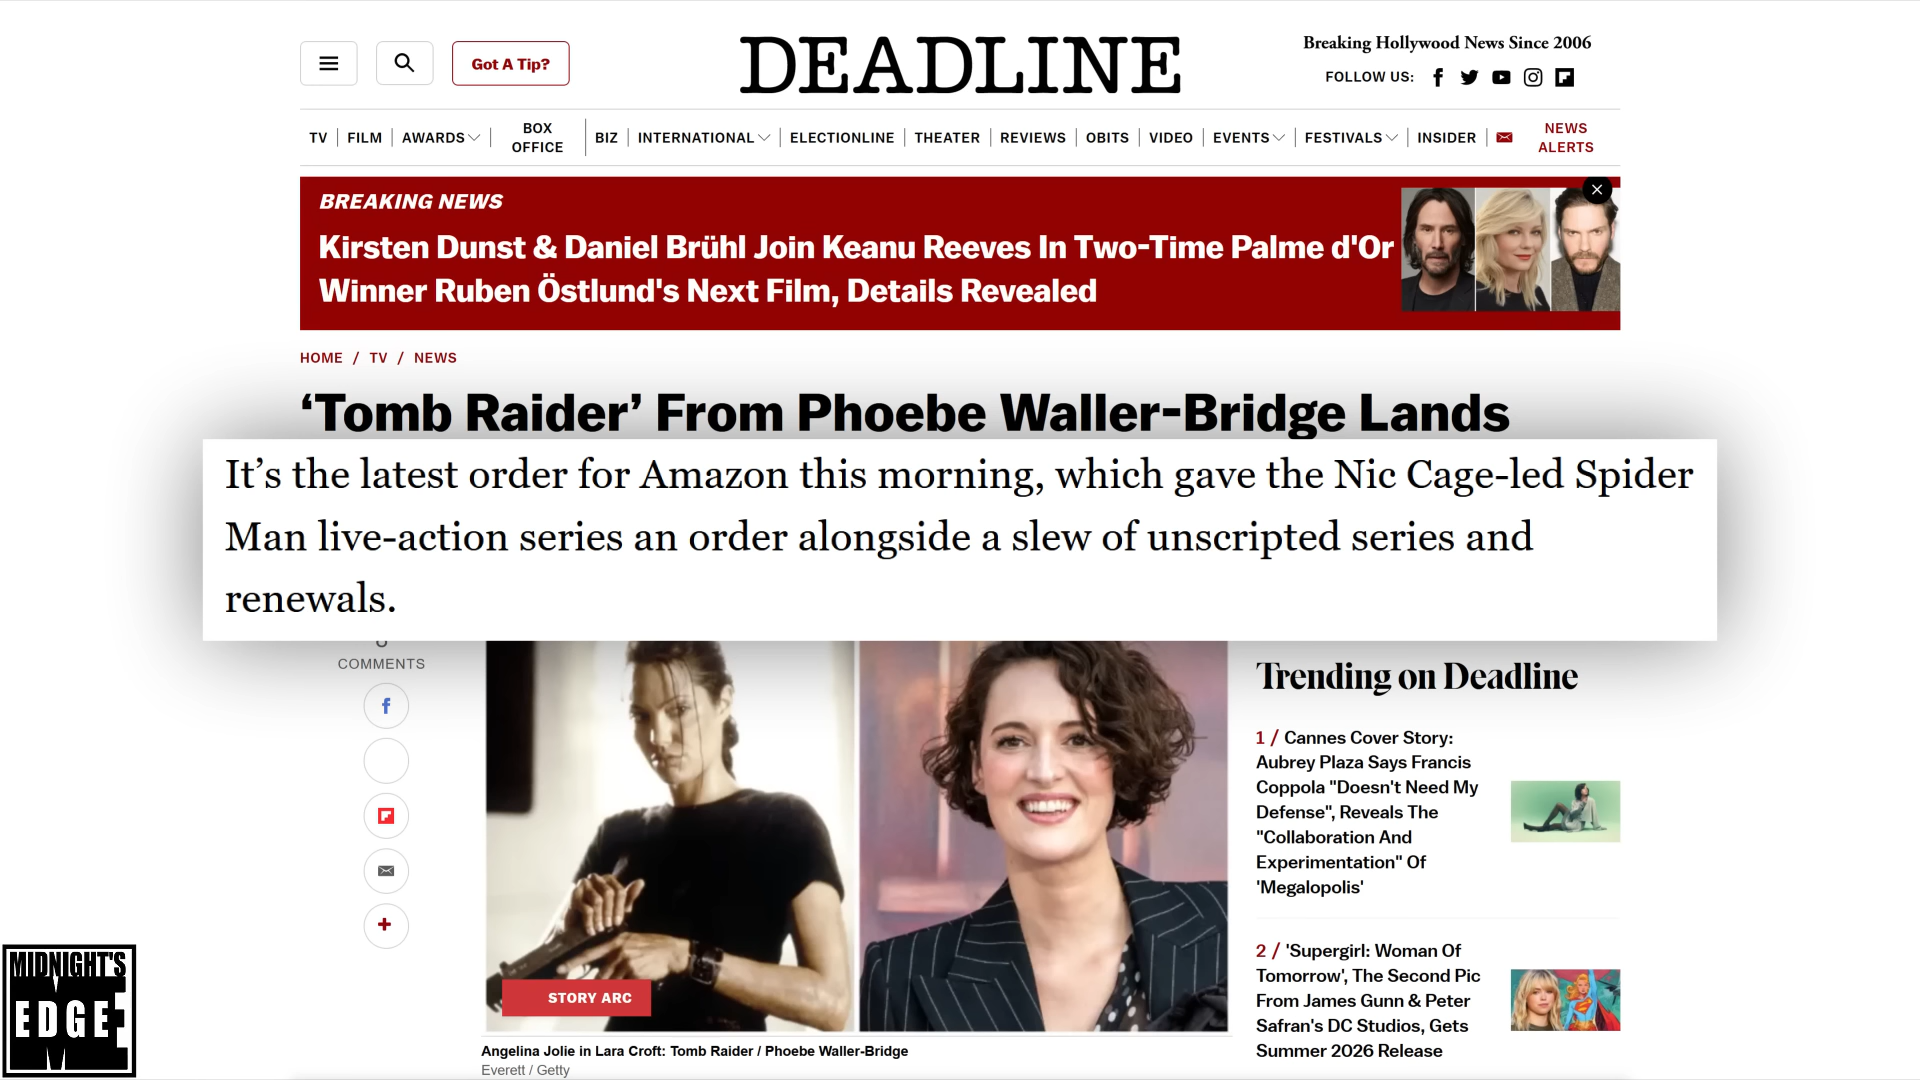 Got A Tip?
DEADLINE
Breaking Hollywood News Since 2006
FOLLOW US:
TV
FILM
AWARDS
BOX
OFFICE
BIZ
INTERNATIONAL
ELECTIONLINE
THEATER
REVIEWS
OBITS
VIDEO
EVENTS
FESTIVALS
INSIDER
NEWS
ALERTS
BREAKING NEWS
Kirsten Dunst & Daniel Brühl Join Keanu Reeves In Two-Time Palme d'Or
Winner Ruben Östlund's Next Film, Details Revealed
HOME / TV / NEWS
‘Tomb Raider’ From Phoebe Waller-Bridge Lands
It’s the latest order for Amazon this morning, which gave the Nic Cage-led Spider
Man live-action series an order alongside a slew of unscripted series and
renewals.
COMMENTS
STORY ARC
Angelina Jolie in Lara Croft: Tomb Raider / Phoebe Waller-Bridge
Everett / Getty
Trending on Deadline
1 / Cannes Cover Story:
Aubrey Plaza Says Francis
Coppola "Doesn't Need My
Defense", Reveals The
"Collaboration And
Experimentation" Of
'Megalopolis'
2 / 'Supergirl: Woman Of
Tomorrow', The Second Pic
From James Gunn & Peter
Safran's DC Studios, Gets
Summer 2026 Release
MIDNIGHT'S
EDGE